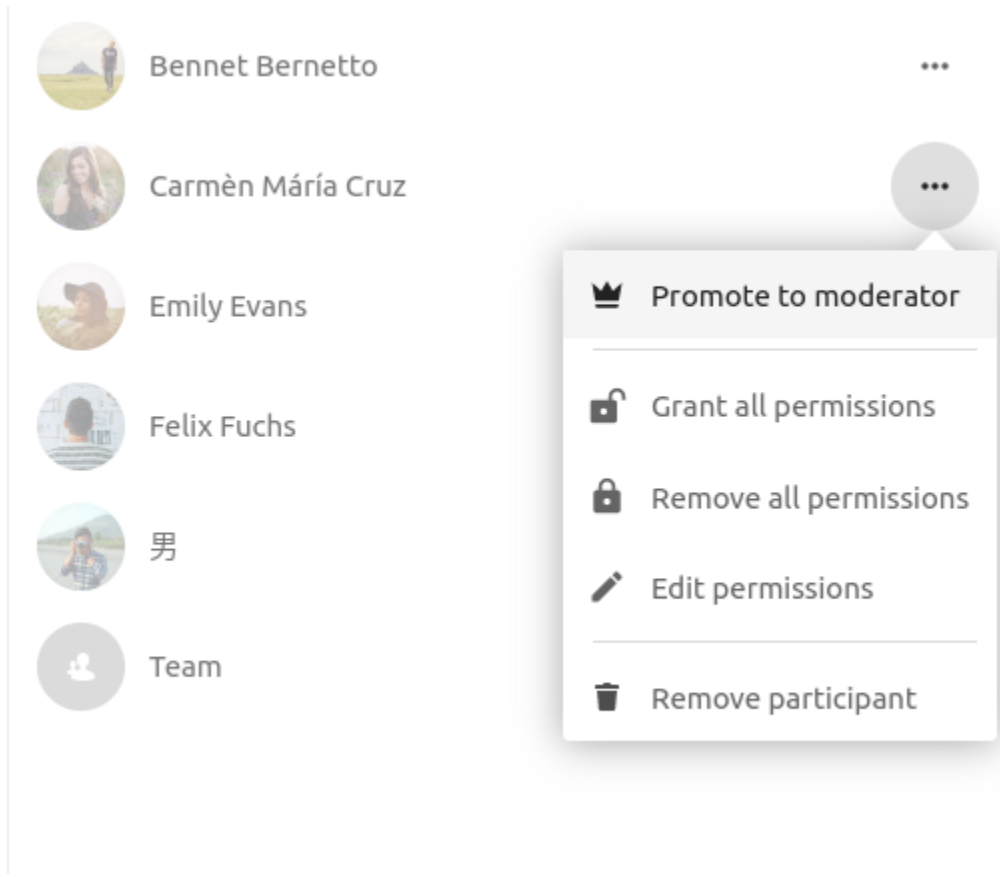 Bennet Bernetto
Carmèn Máría Cruz
Promote to moderator
Emily Evans
Grant all permissions
Felix Fuchs
Remove all permissions
男
Edit permissions
Team
Remove participant